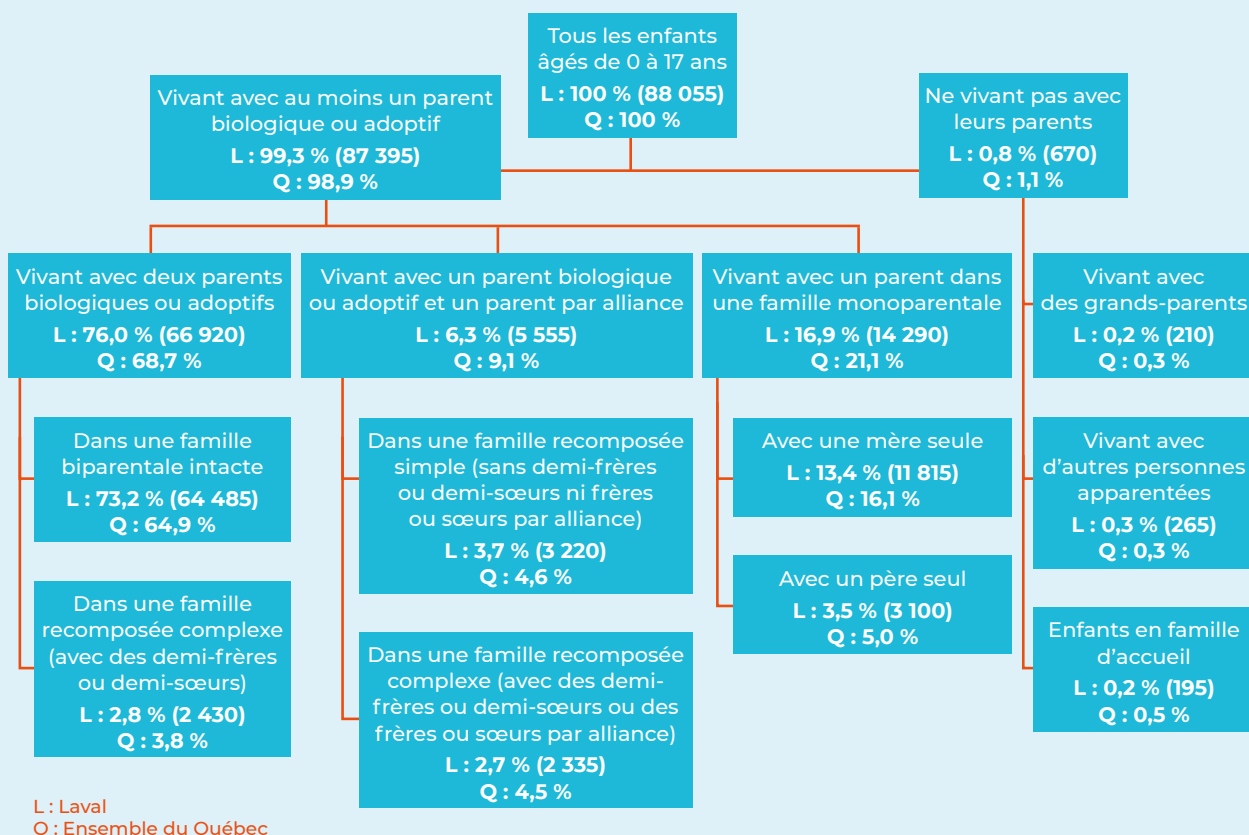 Tous les enfants
âgés de 0 à 17 ans
L : 100 % (88 055)
Q : 100 %
Vivant avec au moins un parent
biologique ou adoptif
L : 99,3 % (87 395)
Q : 98,9 %
Ne vivant pas avec
leurs parents
L : 0,8 % (670)
Q : 1,1 %
Vivant avec deux parents
biologiques ou adoptifs
L : 76,0 % (66 920)
Q : 68,7 %
Vivant avec un parent biologique
ou adoptif et un parent par alliance
L : 6,3 % (5 555)
Q : 9,1 %
Vivant avec un parent dans
une famille monoparentale
L : 16,9 % (14 290)
Q : 21,1 %
Vivant avec
des grands-parents
L : 0,2 % (210)
Q : 0,3 %
Dans une famille
biparentale intacte
L : 73,2 % (64 485)
Q : 64,9 %
Dans une famille recomposée
simple (sans demi-frères
ou demi-sœurs ni frères
ou sœurs par alliance)
L : 3,7 % (3 220)
Q : 4,6 %
Avec une mère seule
L : 13,4 % (11 815)
Q : 16,1 %
Vivant avec
d'autres personnes
apparentées
L : 0,3 % (265)
Q : 0,3 %
Dans une famille
recomposée complexe
(avec des demi-frères
ou demi-sœurs)
L : 2,8 % (2 430)
Q : 3,8 %
Dans une famille recomposée
complexe (avec des demi-
frères ou demi-sœurs ou des
frères ou sœurs par alliance)
L : 2,7 % (2 335)
Q : 4,5 %
Avec un père seul
L : 3,5 % (3 100)
Q : 5,0 %
Enfants en famille
d'accueil
L : 0,2 % (195)
Q : 0,5 %
L : Laval
Q : Ensemble du Québec